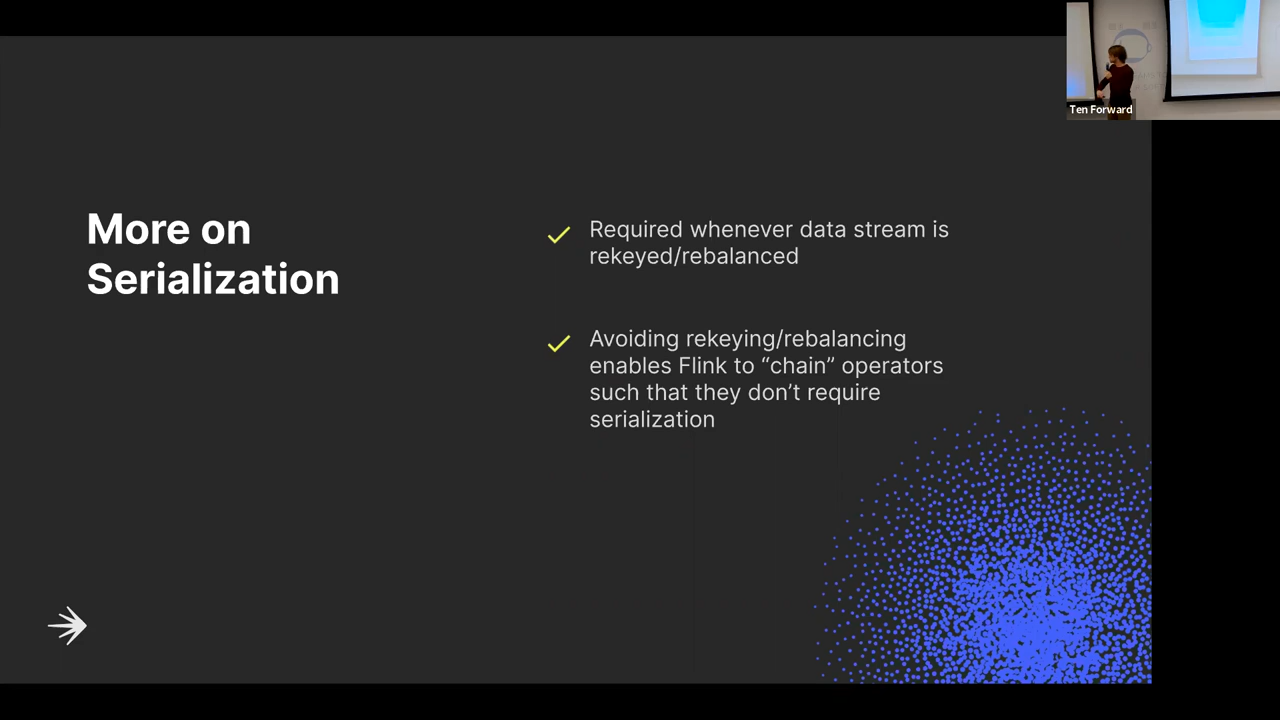 Ten Forward
More on
Serialization
Required whenever data stream is
rekeyed/rebalanced
Avoiding rekeying/rebalancing
enables Flink to “chain” operators
such that they don’t require
serialization